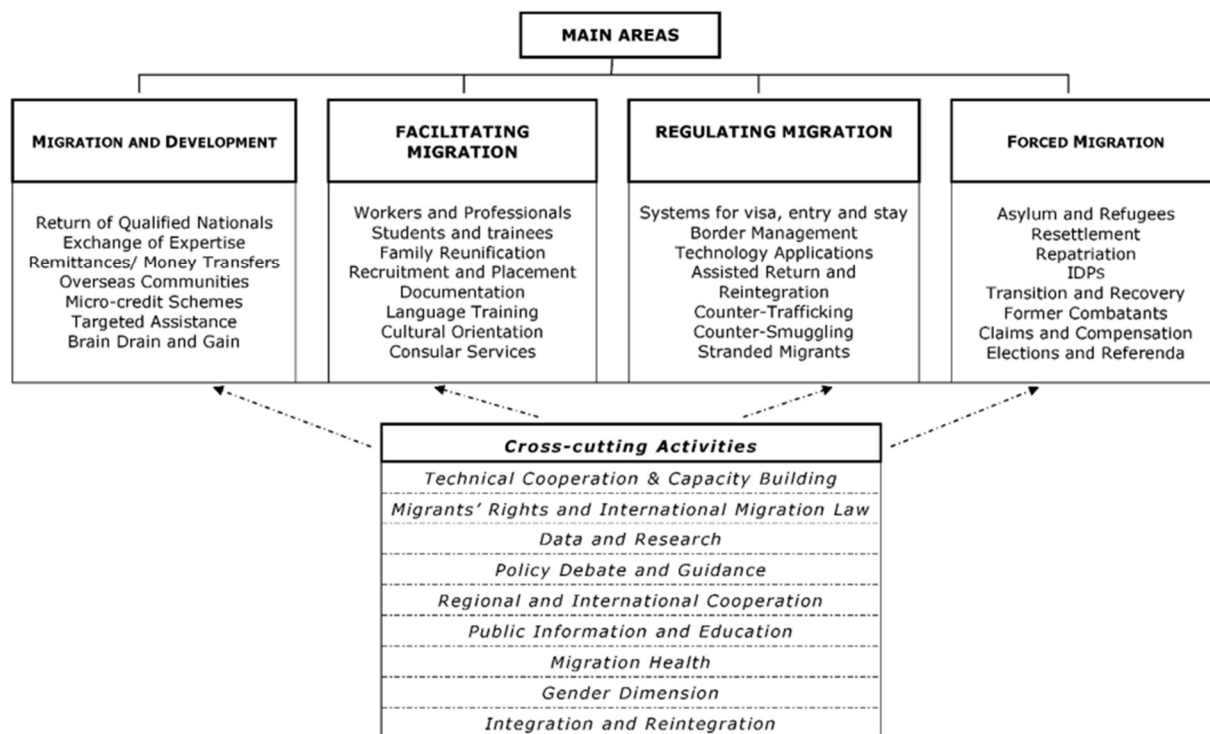 MAIN AREAS
MIGRATION AND DEVELOPMENT
Return of Qualified Nationals
Exchange of Expertise
Remittances/ Money Transfers
Overseas Communities
Micro-credit Schemes
Targeted Assistance
Brain Drain and Gain
FACILITATING
MIGRATION
Workers and Professionals
Students and trainees
Family Reunification
Recruitment and Placement
Documentation
Language Training
Cultural Orientation
Consular Services
REGULATING MIGRATION
Systems for visa, entry and stay
Border Management
Technology Applications
Assisted Return and
Reintegration
Counter-Trafficking
Counter-Smuggling
Stranded Migrants
FORCED MIGRATION
Asylum and Refugees
Resettlement
Repatriation
IDPs
Transition and Recovery
Former Combatants
Claims and Compensation
Elections and Referenda
Cross-cutting Activities
Technical Cooperation & Capacity Building
Migrants’ Rights and International Migration Law
Data and Research
Policy Debate and Guidance
Regional and International Cooperation
Public Information and Education
Migration Health
Gender Dimension
Integration and Reintegration